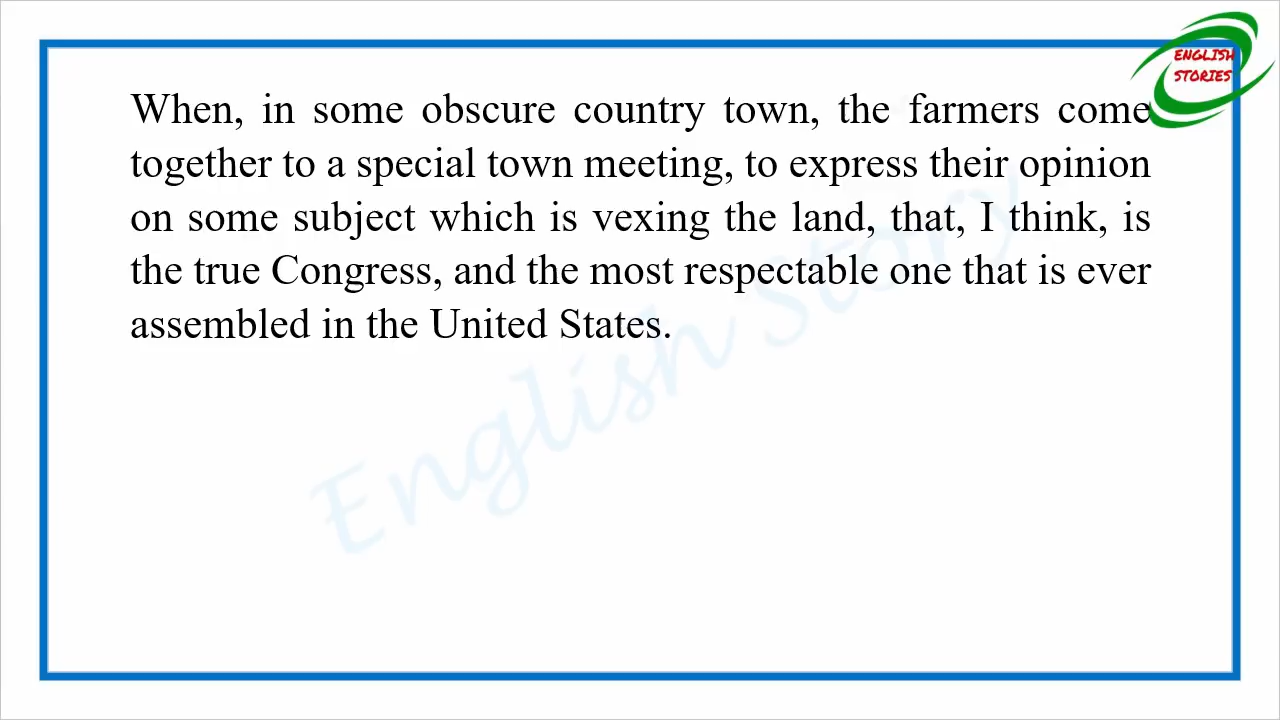 ENGLISH
STORIES
When, in some obscure country town, the farmers come
together to a special town meeting, to express their opinion
on some subject which is vexing the land, that, I think, is
the true Congress, and the most respectable one that is ever
assembled in the United States.
English Story